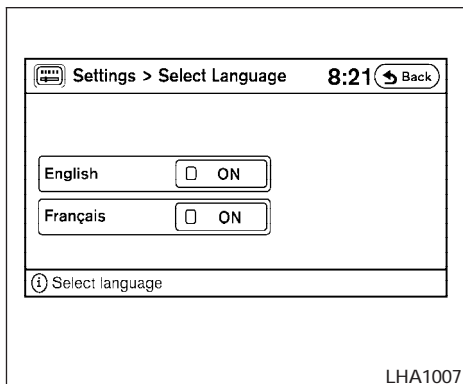 Settings > Select Language 8:21 Back
English ON
Français ON
i Select language
LHA1007